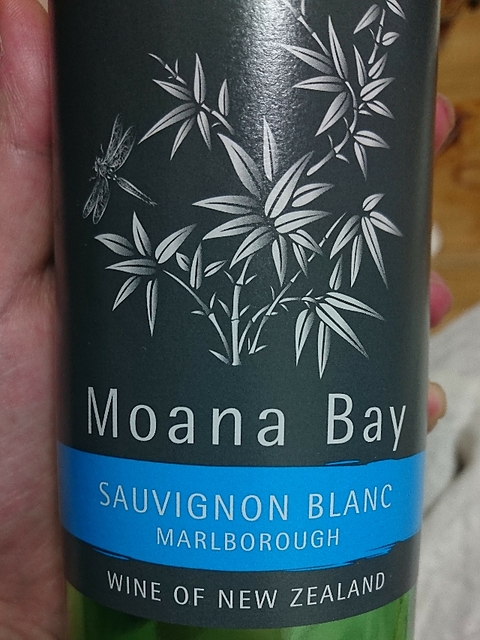 Moana Bay
SAUVIGNON BLANC
MARLBOROUGH
WINE OF NEW ZEALAND